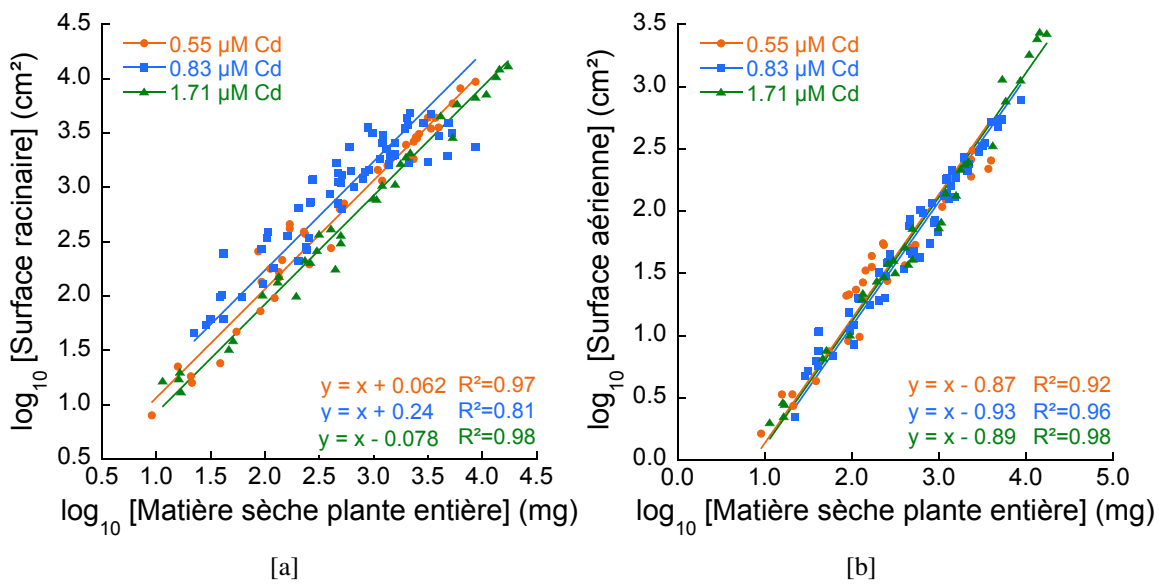 log₁₀ [Surface racinaire] (cm²)
4.5
4.0
3.5
3.0
2.5
2.0
1.5
1.0
0.5
0.55 µM Cd
0.83 µM Cd
1.71 µM Cd
y = x + 0.062 R²=0.97
y = x + 0.24 R²=0.81
y = x - 0.078 R²=0.98
0.5 1.0 1.5 2.0 2.5 3.0 3.5 4.0 4.5
log₁₀ [Matière sèche plante entière] (mg)
[a]
log₁₀ [Surface aérienne] (cm²)
3.5
3.0
2.5
2.0
1.5
1.0
0.5
0.0
0.55 µM Cd
0.83 µM Cd
1.71 µM Cd
y = x - 0.87 R²=0.92
y = x - 0.93 R²=0.96
y = x - 0.89 R²=0.98
0.0 1.0 2.0 3.0 4.0 5.0
log₁₀ [Matière sèche plante entière] (mg)
[b]